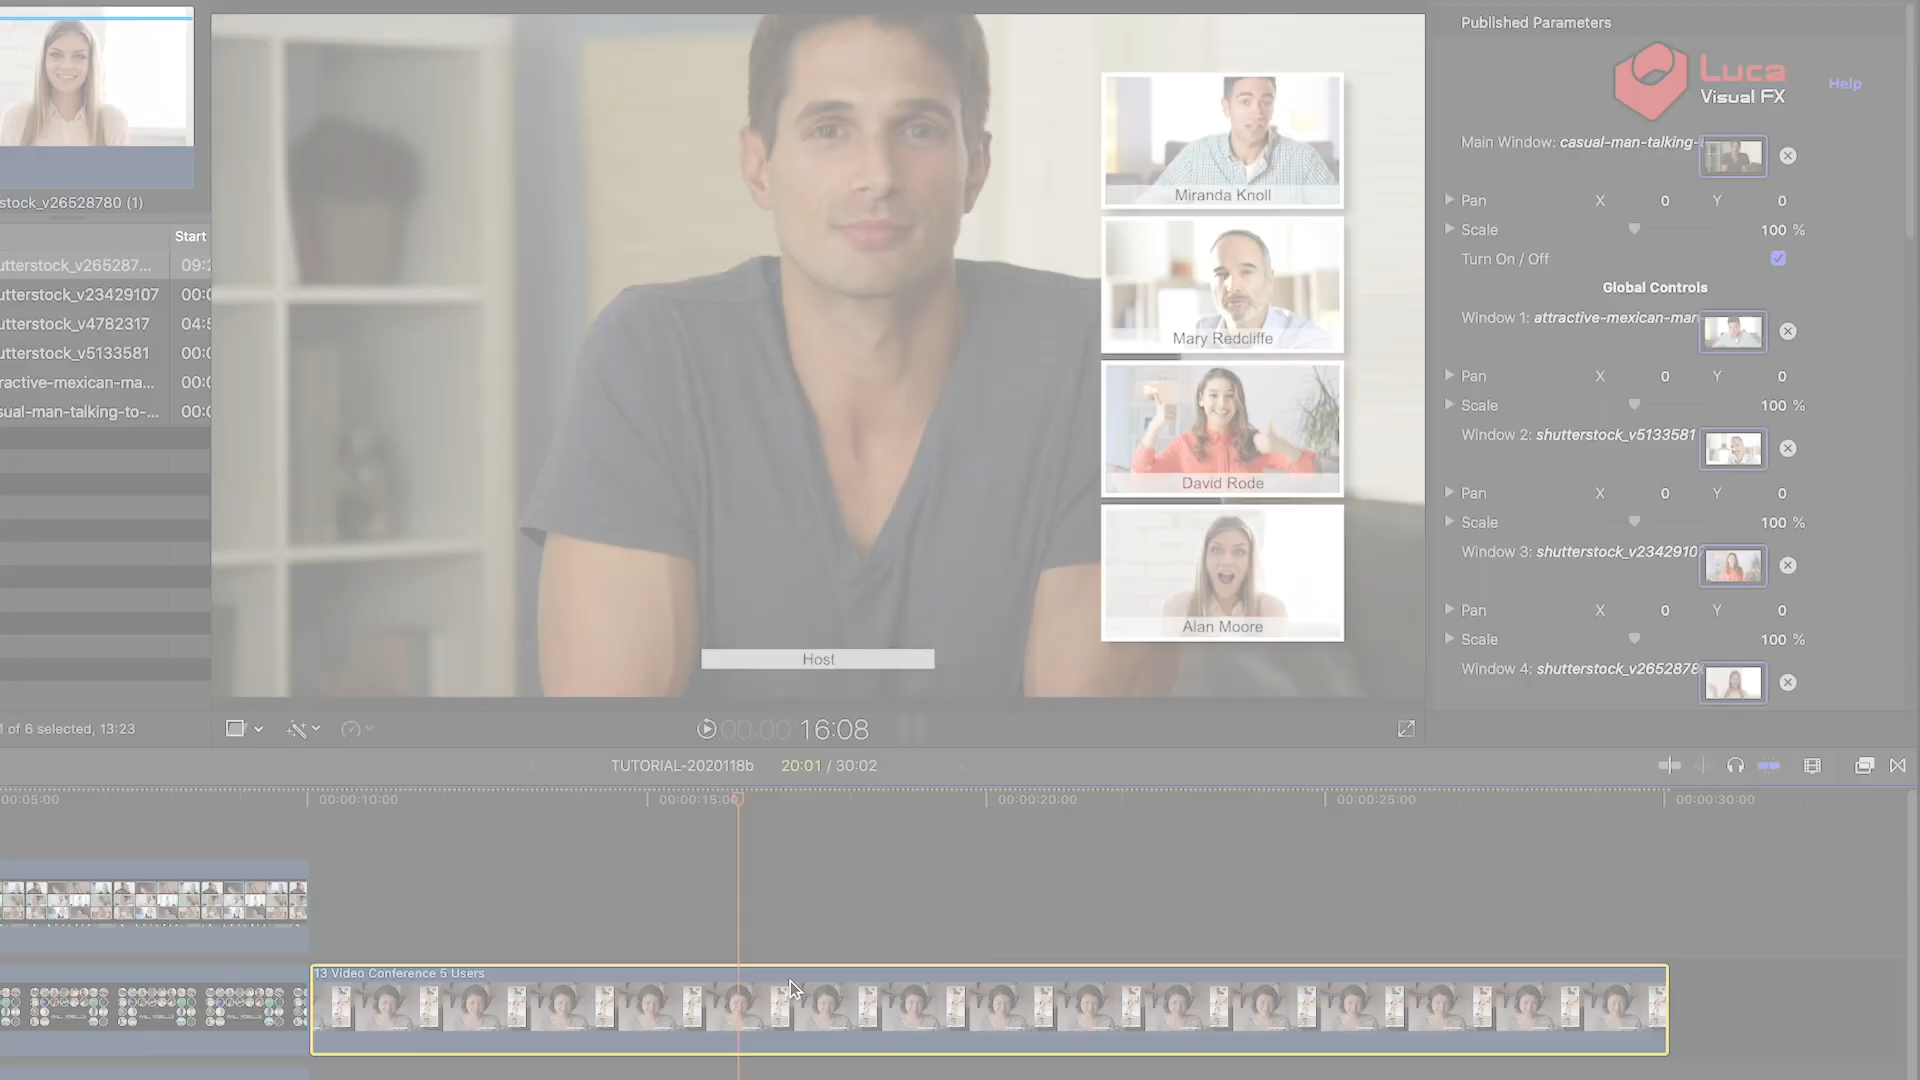 Published Parameters
Luca
Visual FX
Help
Main Window: casual-man-talking-
Pan X 0 Y 0
Scale 100 %
Turn On / Off
Global Controls
Window 1: attractive-mexican-man
Pan X 0 Y 0
Scale 100 %
Window 2: shutterstock_v5133581
Pan X 0 Y 0
Scale 100 %
Window 3: shutterstock_v2342910
Pan X 0 Y 0
Scale 100 %
Window 4: shutterstock_v2652878
Miranda Knoll
Mary Redcliffe
David Rode
Alan Moore
Host
stock_v26528780 (1)
Start
utterstock_v265287... 09:2
utterstock_v23429107 00:0
utterstock_v4782317 04:5
utterstock_v5133581 00:0
ractive-mexican-ma... 00:0
sual-man-talking-to-... 00:0
1 of 6 selected, 13:23
00:00:16:08
TUTORIAL-2020118b 20:01 / 30:02
00:05:00 00:00:10:00 00:00:15:00 00:00:20:00 00:00:25:00 00:00:30:00
13 Video Conference 5 Users